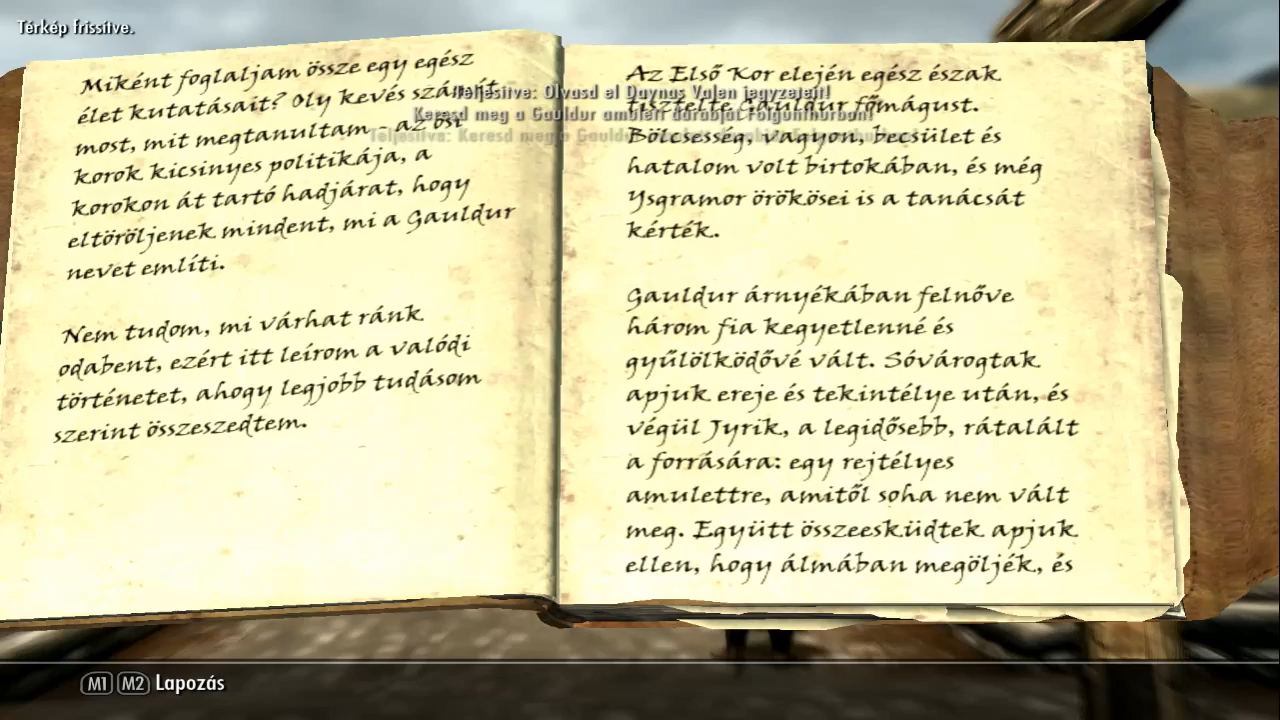 Térkép frissítve.
Miként foglaljam össze egy egész
élet kutatásait? Oly kevés számít
most, mit megtanultam - az ősi
korok kicsinyes politikája, a
korokon át tartó hadjárat, hogy
eltöröljenek mindent, mi a Gauldur
nevet említi.
Nem tudom, mi várhat ránk
odabent, ezért itt leírom a valódi
történetet, ahogy legjobb tudásom
szerint összeszedtem.
Az Első Kor elején egész észak
tisztelte Gauldur főmágust.
Bölcsesség, vagyon, becsület és
hatalom volt birtokában, és még
Ysgramor örökösei is a tanácsát
kérték.
Gauldur árnyékában felnőve
három fia kegyetlenné és
gyűlölködővé vált. Sóvárogtak
apjuk ereje és tekintélye után, és
végül Jyrik, a legidősebb, rátalált
a forrására: egy rejtélyes
amulettre, amitől soha nem vált
meg. Együtt összeesküdtek apjuk
ellen, hogy álmában megöljék, és
Teljesítve: Olvasd el Daynas Valen jegyzeteit!
Keresd meg a Gauldur amulett darabját Folgunthurban!
Teljesítve: Keresd meg a Gauldur
M1 M2 Lapozás